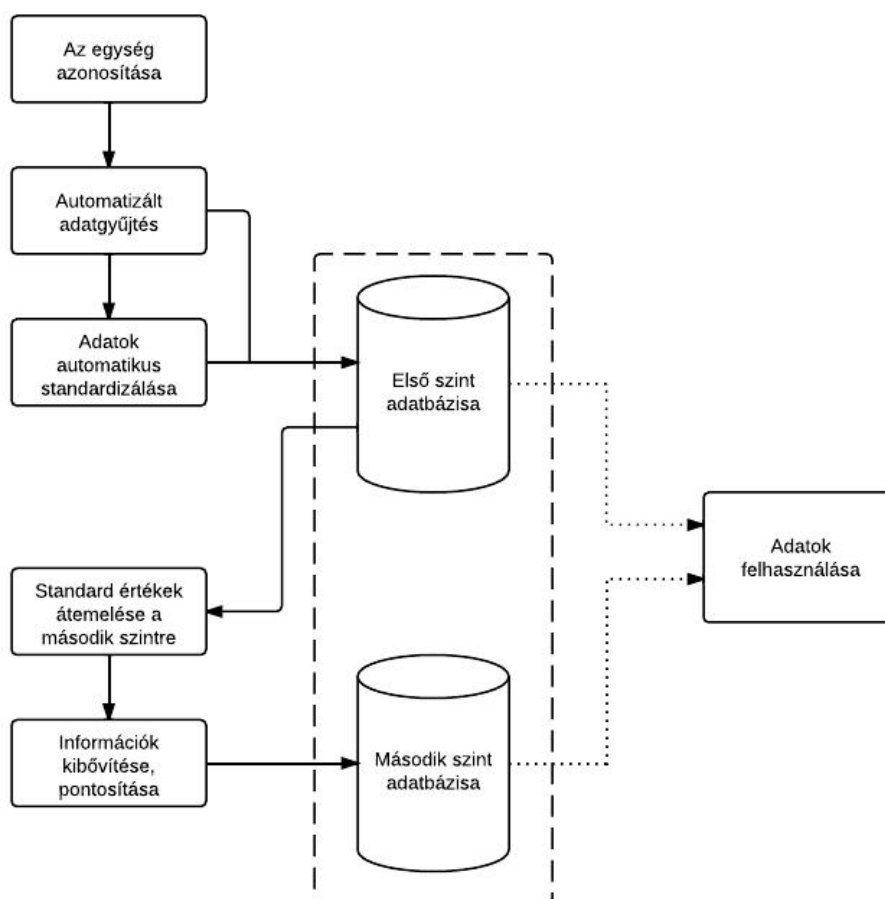 Az egység
azonosítása
Automatizált
adatgyűjtés
Adatok
automatikus
standardizálása
Első szint
adatbázisa
Adatok
felhasználása
Standard értékek
átemelése a
második szintre
Információk
kibővítése,
pontosítása
Második szint
adatbázisa